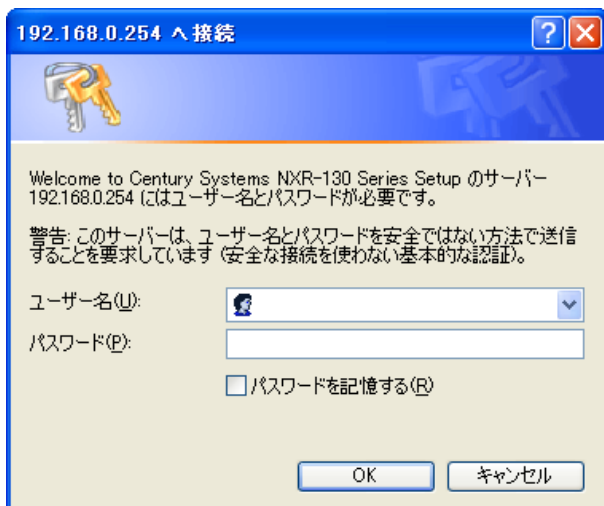 192.168.0.254 へ接続
Welcome to Century Systems NXR-130 Series Setup のサーバー
192.168.0.254 にはユーザー名とパスワードが必要です。
警告: このサーバーは、ユーザー名とパスワードを安全ではない方法で送信
することを要求しています (安全な接続を使わない基本的な認証)。
ユーザー名(U):
パスワード(P):
パスワードを記憶する(R)
OK キャンセル